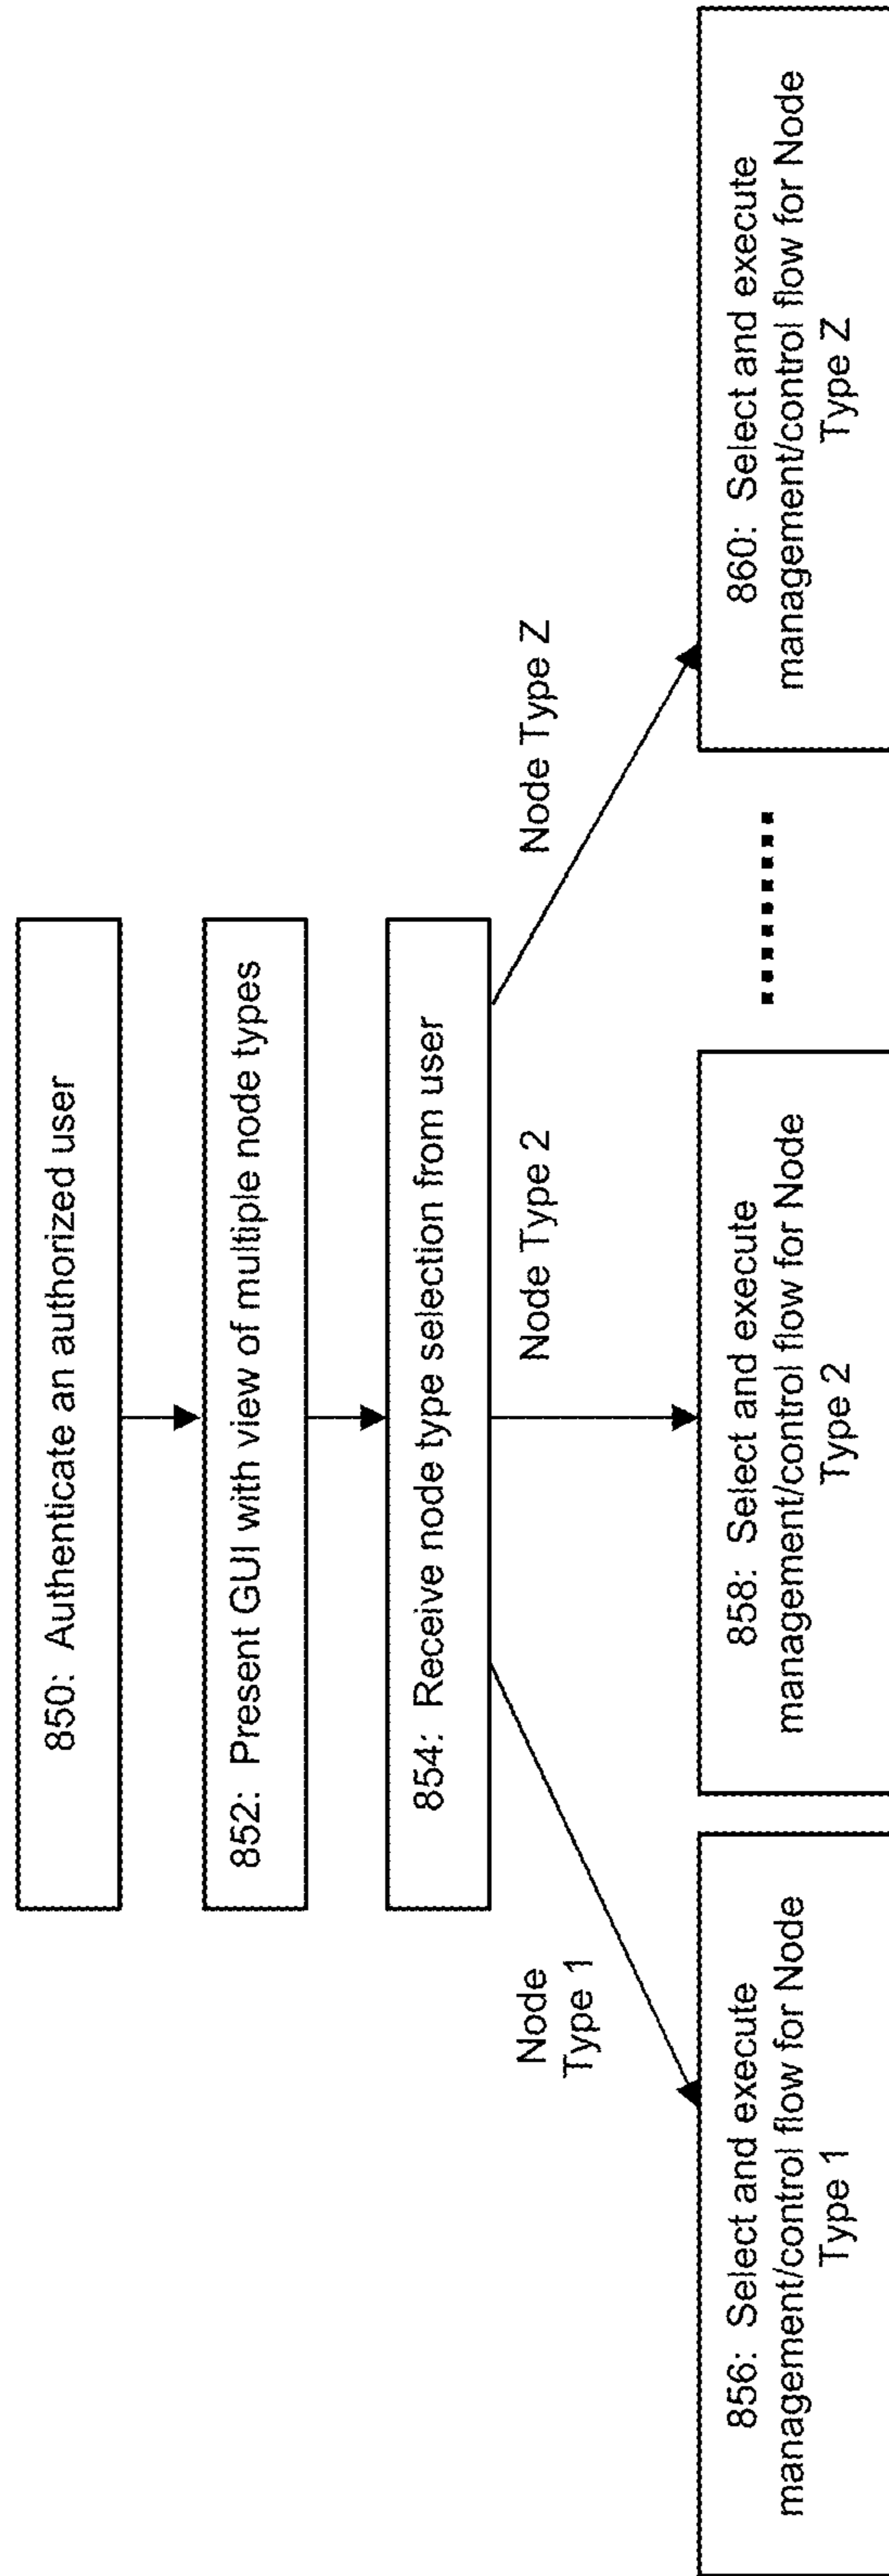 850: Authenticate an authorized user
852: Present GUI with view of multiple node types
854: Receive node type selection from user
Node
Type 1
Node Type 2
Node Type Z
856: Select and execute
management/control flow for Node
Type 1
858: Select and execute
management/control flow for Node
Type 2
860: Select and execute
management/control flow for Node
Type Z